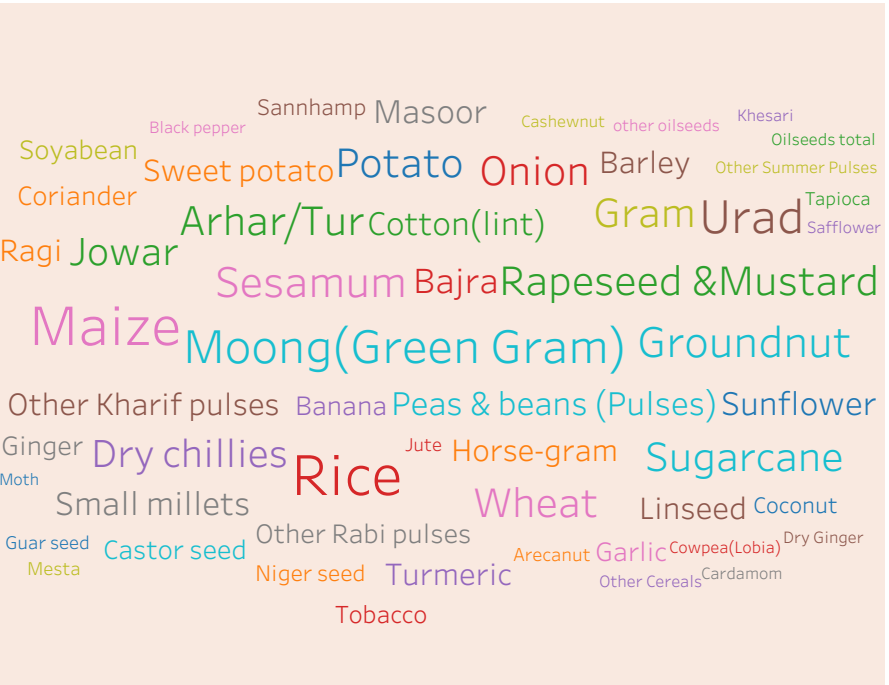 Sannhamp Masoor
Black pepper Cashewnut other oilseeds Khesari
Soyabean Oilseeds total
Sweet potato Potato Onion Barley Other Summer Pulses
Coriander Tapioca
Arhar/Tur Cotton(lint) Gram Urad Safflower
Ragi Jowar
Sesamum Bajra Rapeseed &Mustard
Maize Moong(Green Gram) Groundnut
Other Kharif pulses Banana Peas & beans (Pulses) Sunflower
Ginger Dry chillies Jute Horse-gram Sugarcane
Moth Rice
Small millets Wheat Linseed Coconut
Guar seed Castor seed Other Rabi pulses Arecanut Garlic Cowpea(Lobia) Dry Ginger
Mesta Niger seed Turmeric Other Cereals Cardamom
Tobacco